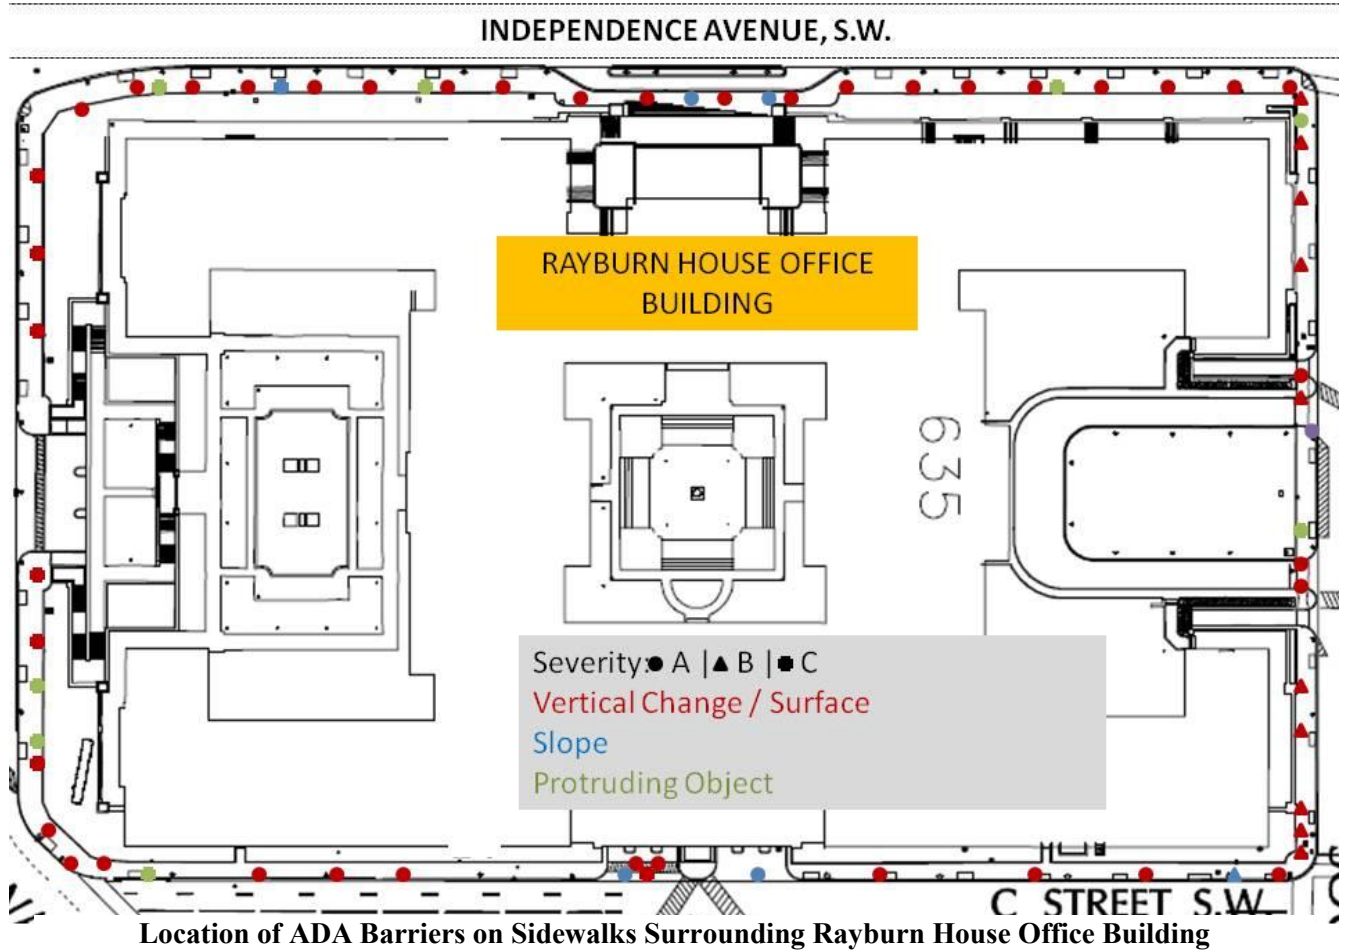 INDEPENDENCE AVENUE, S.W.
RAYBURN HOUSE OFFICE
BUILDING
635
Severity:● A |▲ B |■ C
Vertical Change / Surface
Slope
Protruding Object
C STREET S.W.
Location of ADA Barriers on Sidewalks Surrounding Rayburn House Office Building